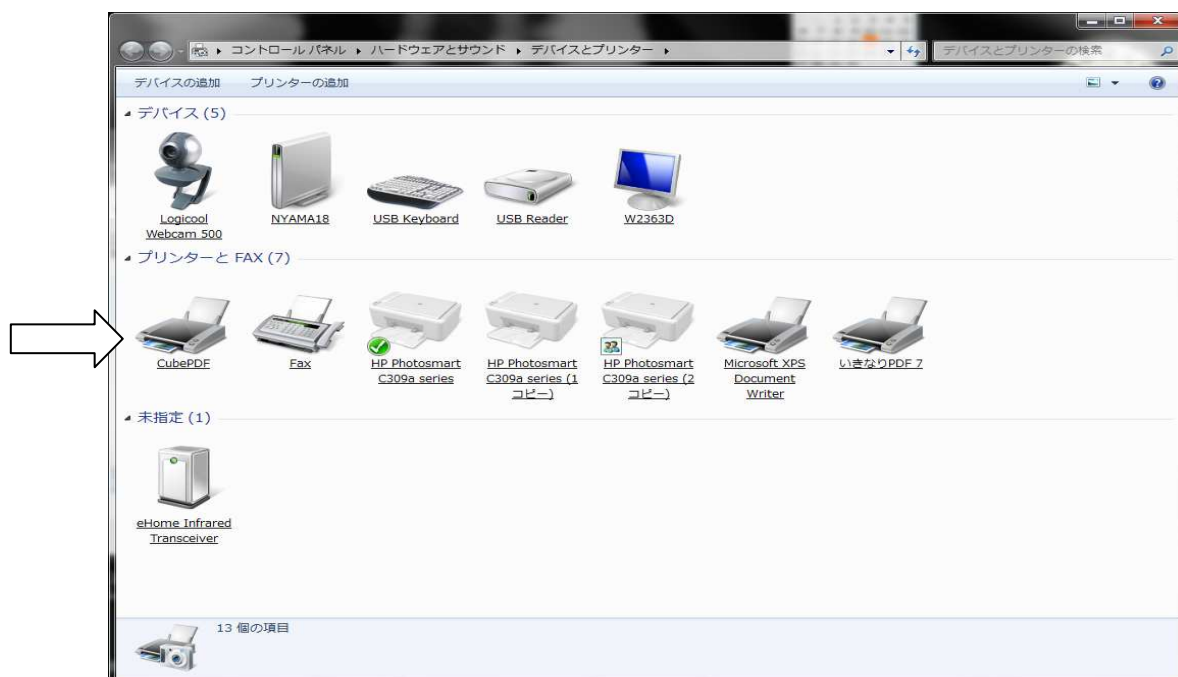 コントロール パネル ▸ ハードウェアとサウンド ▸ デバイスとプリンター ▸
デバイスとプリンターの検索
デバイスの追加 プリンターの追加
デバイス (5)
Logicool
Webcam 500
NYAMA18
USB Keyboard
USB Reader
W2363D
プリンターと FAX (7)
CubePDF
Fax
HP Photosmart
C309a series
HP Photosmart
C309a series (1
コピー)
HP Photosmart
C309a series (2
コピー)
Microsoft XPS
Document
Writer
いきなりPDF 7
未指定 (1)
eHome Infrared
Transceiver
13 個の項目